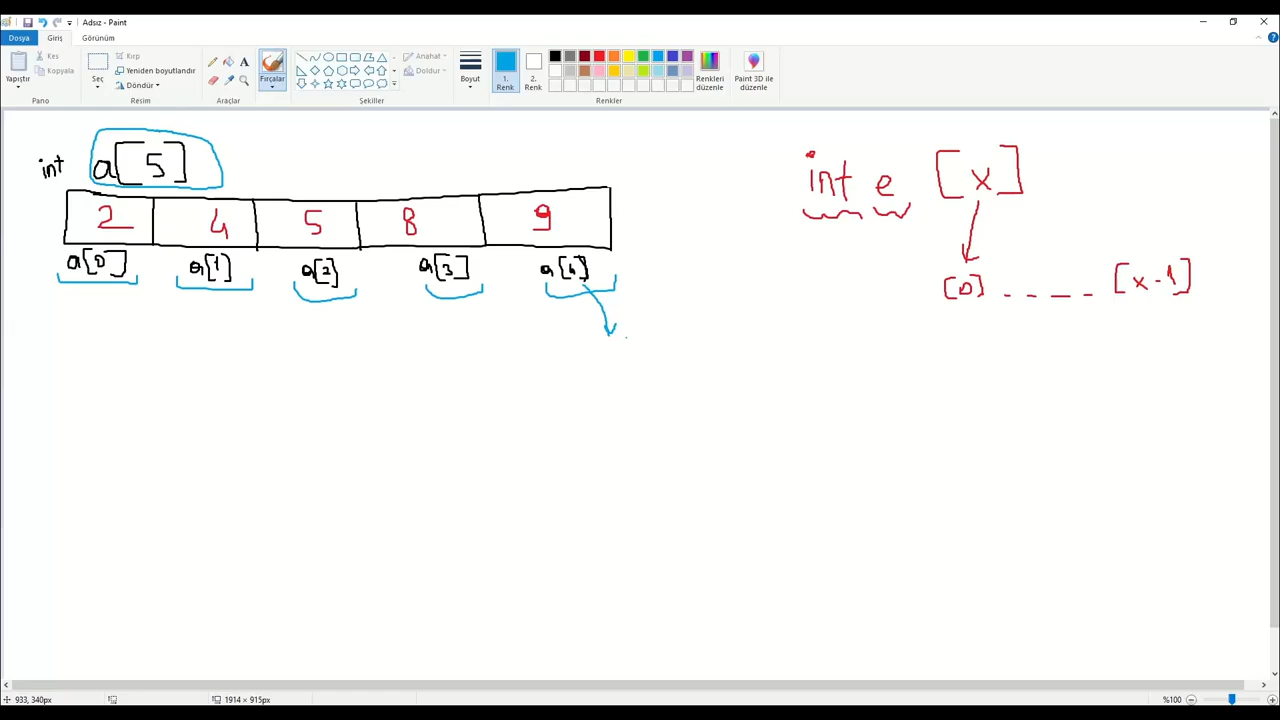 Adsız - Paint
Dosya Giriş Görünüm
Yapıştır Kes Kopyala Seç Kırp Yeniden boyutlandır Döndür A Fırçalar Anahat Doldur Boyut 1. Renk 2. Renk Renkleri düzenle Paint 3D ile düzenle
Pano Resim Araçlar Şekiller Renkler
int a[5]
2 4 5 8 9
a[0] a[1] a[2] a[3] a[4]
int e [x]
[0] - - - - [x-1]
933, 340px 1914 × 915px %100